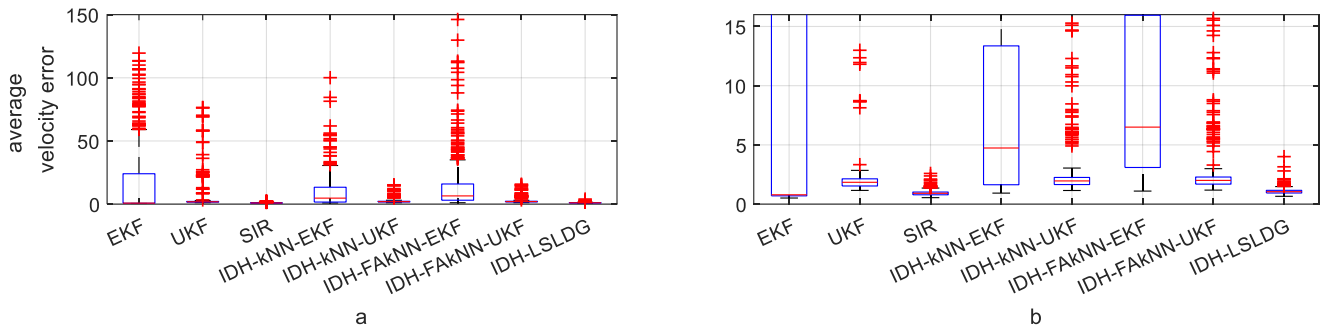 average
velocity error
150
100
50
0
EKF
UKF
SIR
IDH-kNN-EKF
IDH-kNN-UKF
IDH-FAkNN-EKF
IDH-FAkNN-UKF
IDH-LSLDG
a
15
10
5
0
EKF
UKF
SIR
IDH-kNN-EKF
IDH-kNN-UKF
IDH-FAkNN-EKF
IDH-FAkNN-UKF
IDH-LSLDG
b